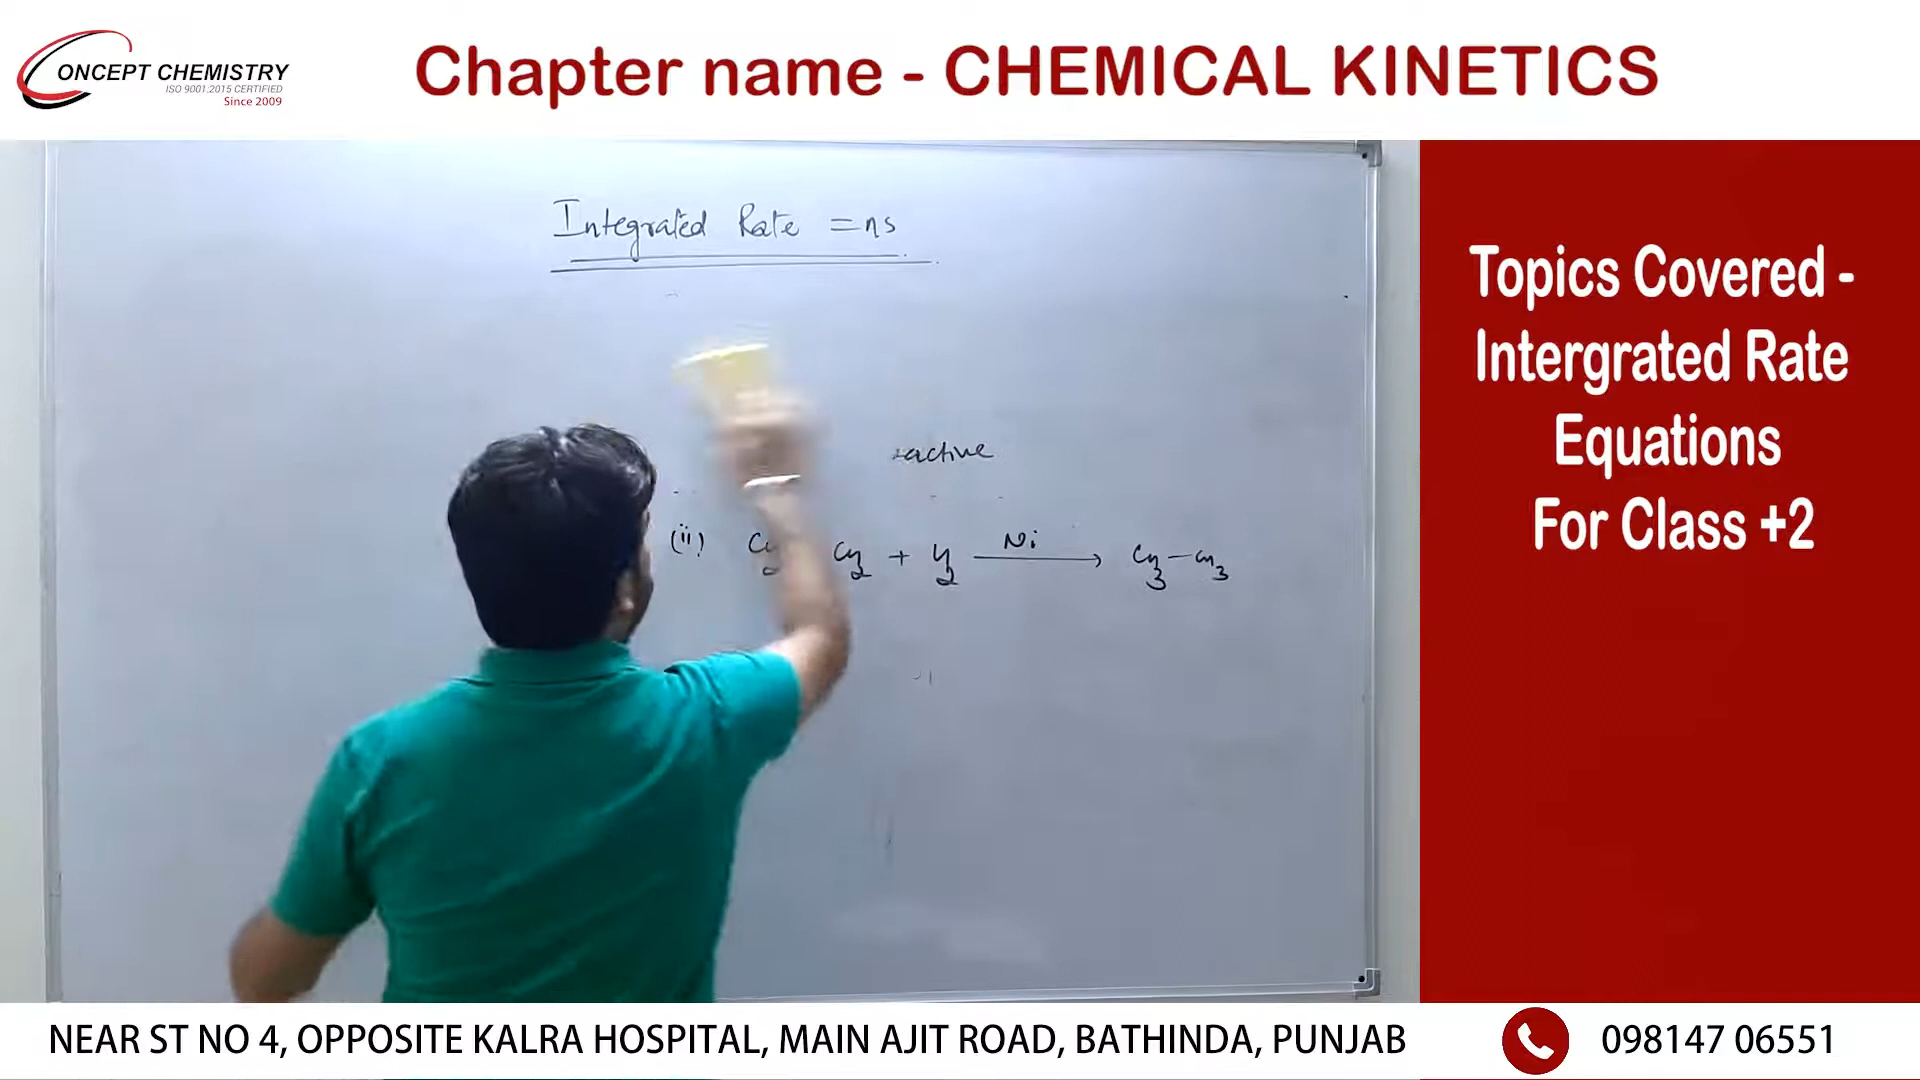 CONCEPT CHEMISTRY
ISO 9001:2015 CERTIFIED
Since 2009
Chapter name - CHEMICAL KINETICS
Integrated Rate =ns
active
(ii) CH2 CH2 + H2 Ni → CH3 - CH3
Topics Covered -
Intergrated Rate
Equations
For Class +2
NEAR ST NO 4, OPPOSITE KALRA HOSPITAL, MAIN AJIT ROAD, BATHINDA, PUNJAB
098147 06551